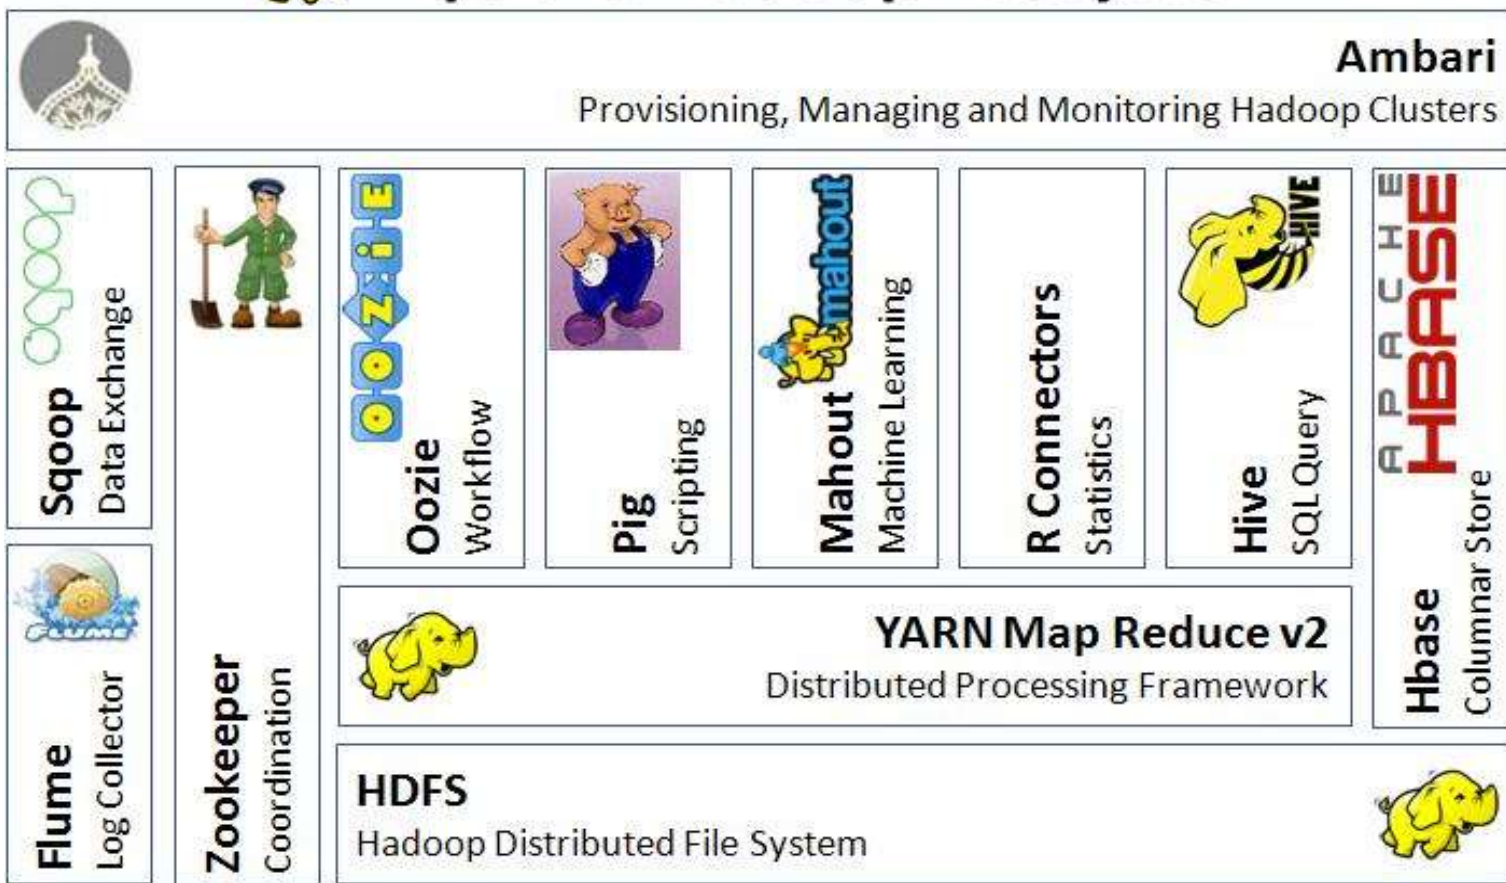 Ambari
Provisioning, Managing and Monitoring Hadoop Clusters
sqoop
Sqoop
Data Exchange
FLUME
Flume
Log Collector
Zookeeper
Coordination
OOZiE
Oozie
Workflow
Pig
Scripting
mahout
Mahout
Machine Learning
R Connectors
Statistics
HIVE
Hive
SQL Query
APACHE
HBASE
Hbase
Columnar Store
YARN Map Reduce v2
Distributed Processing Framework
HDFS
Hadoop Distributed File System